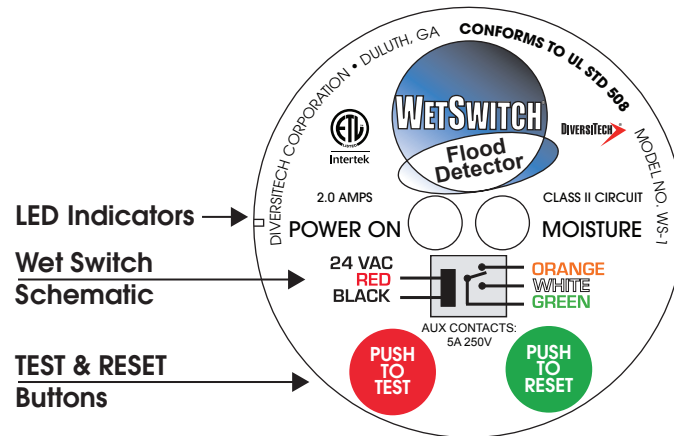 DIVERSITECH CORPORATION • DULUTH, GA
CONFORMS TO UL STD 508
MODEL NO. WS-1
WETSWITCH®
Flood
Detector
ETL
LISTED
Intertek
DIVERSITECH®
2.0 AMPS
CLASS II CIRCUIT
POWER ON
MOISTURE
LED Indicators
Wet Switch
Schematic
24 VAC
RED
BLACK
ORANGE
WHITE
GREEN
AUX CONTACTS:
5A 250V
TEST & RESET
Buttons
PUSH
TO
TEST
PUSH
TO
RESET